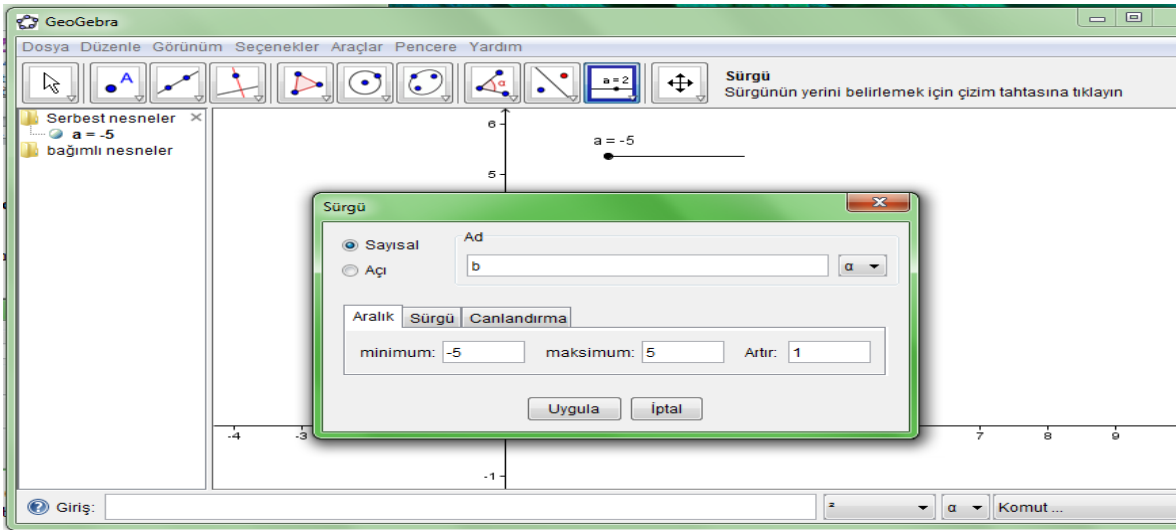 GeoGebra
Dosya Düzenle Görünüm Seçenekler Araçlar Pencere Yardım
A
α
a = 2
Sürgü
Sürgünün yerini belirlemek için çizim tahtasına tıklayın
Serbest nesneler
a = -5
bağımlı nesneler
6
a = -5
5
Sürgü
Sayısal
Açı
Ad
b
α
Aralık Sürgü Canlandırma
minimum: -5 maksimum: 5 Artır: 1
Uygula İptal
-4 -3 7 8 9
-1
Giriş: ² α Komut ...